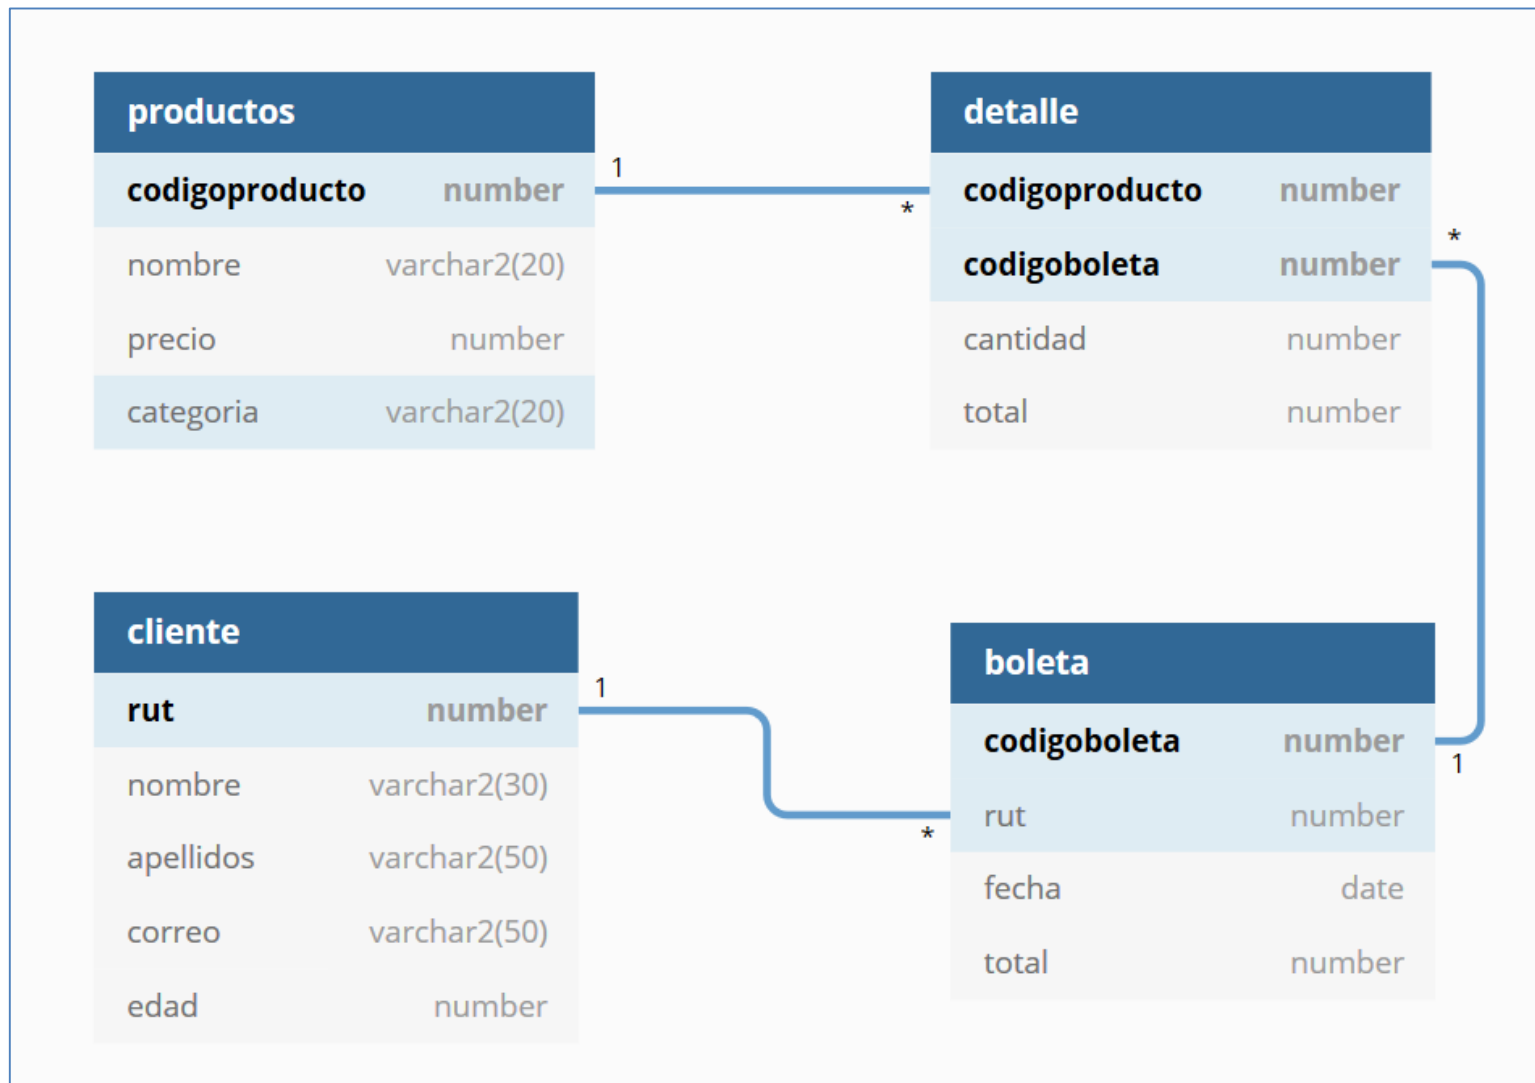 productos
codigoproducto number
nombre varchar2(20)
precio number
categoria varchar2(20)
1
*
detalle
codigoproducto number
codigoboleta number
cantidad number
total number
*
cliente
rut number
nombre varchar2(30)
apellidos varchar2(50)
correo varchar2(50)
edad number
1
*
boleta
codigoboleta number
rut number
fecha date
total number
1